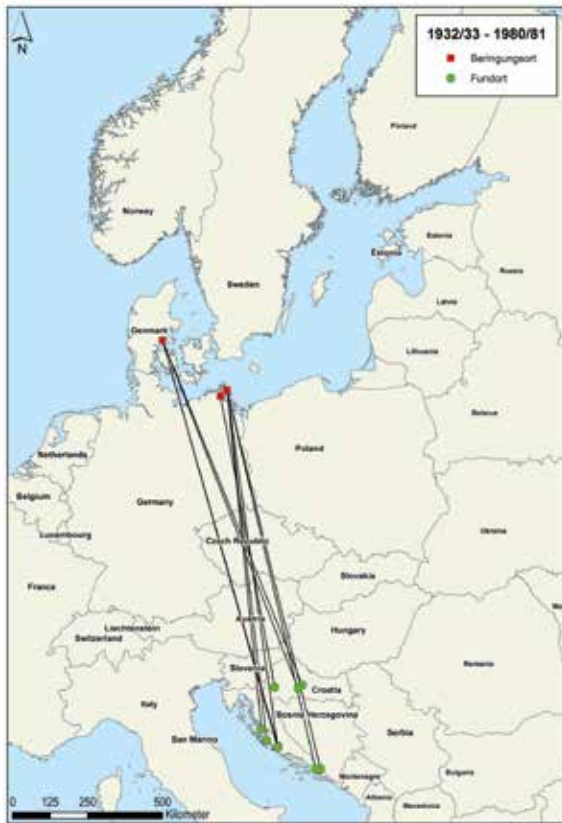 N
1932/33 - 1980/81
Beringungsort
Fundort
Finland
Norway
Sweden
Estonia
Estonia
Russia
Latvia
Denmark
Lithuania
Belarus
Netherlands
Poland
Belgium
Germany
Luxembourg
Ukraine
Czech Republic
Slovakia
France
Austria
Liechtenstein
Switzerland
Hungary
Slovenia
Romania
Croatia
Italy
Bosnia Herzegovina
Serbia
San Marino
Montenegro
Bulgaria
Albania
Macedonia
0 125 250 500
Kilometer